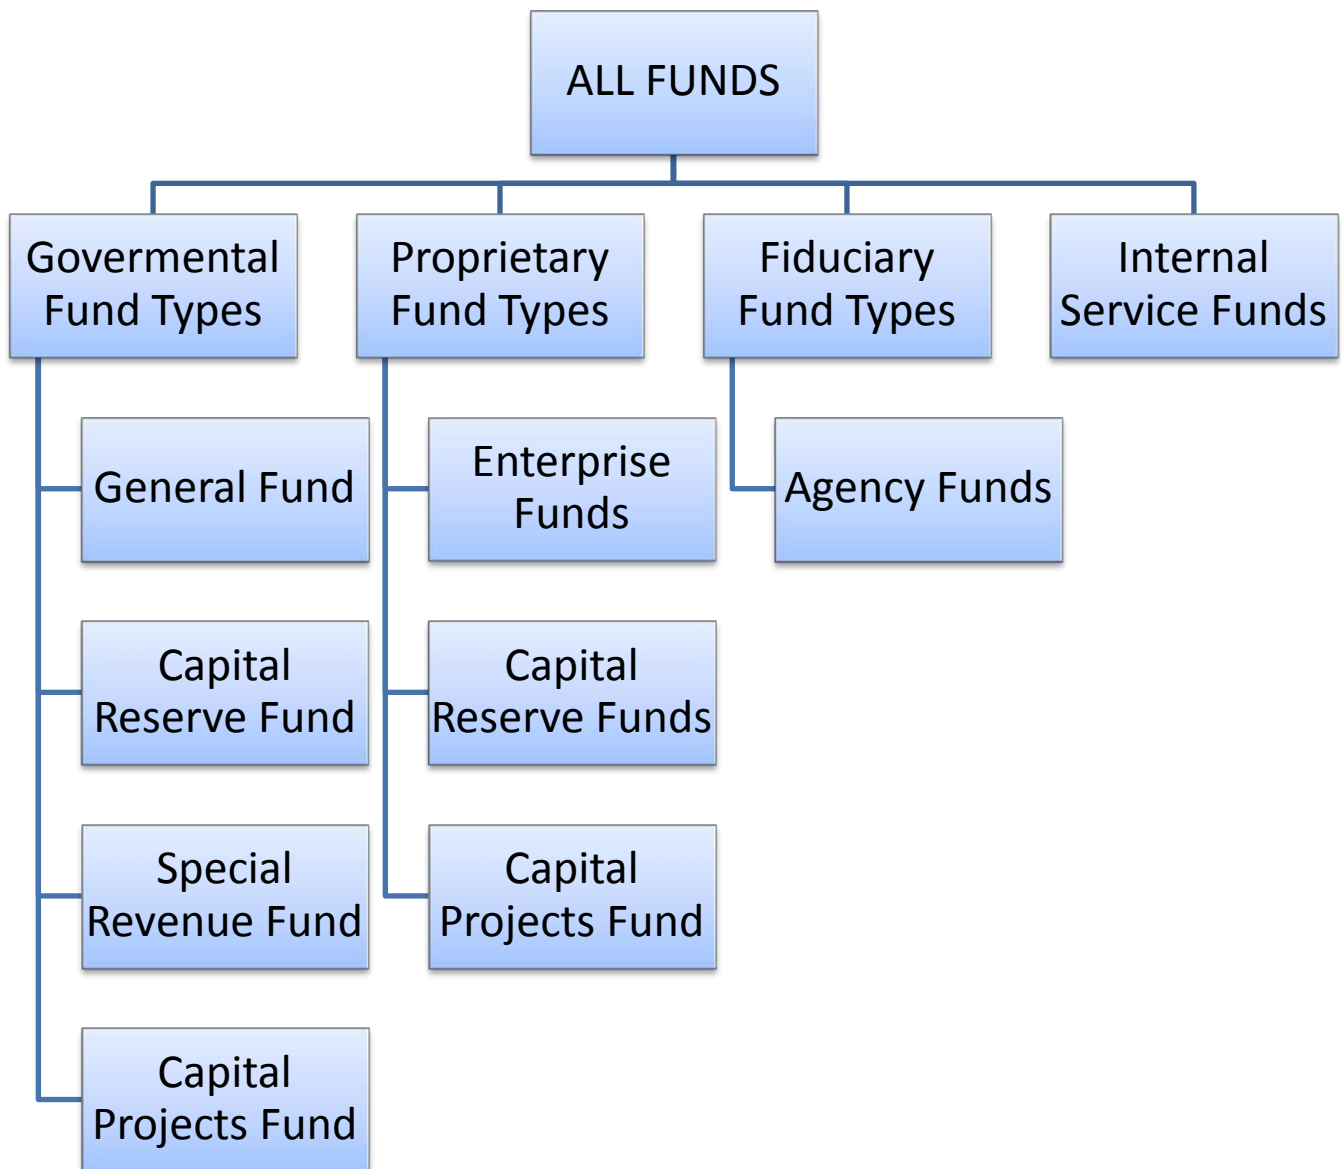 ALL FUNDS
Govermental
Fund Types
Proprietary
Fund Types
Fiduciary
Fund Types
Internal
Service Funds
General Fund
Enterprise
Funds
Agency Funds
Capital
Reserve Fund
Capital
Reserve Funds
Special
Revenue Fund
Capital
Projects Fund
Capital
Projects Fund